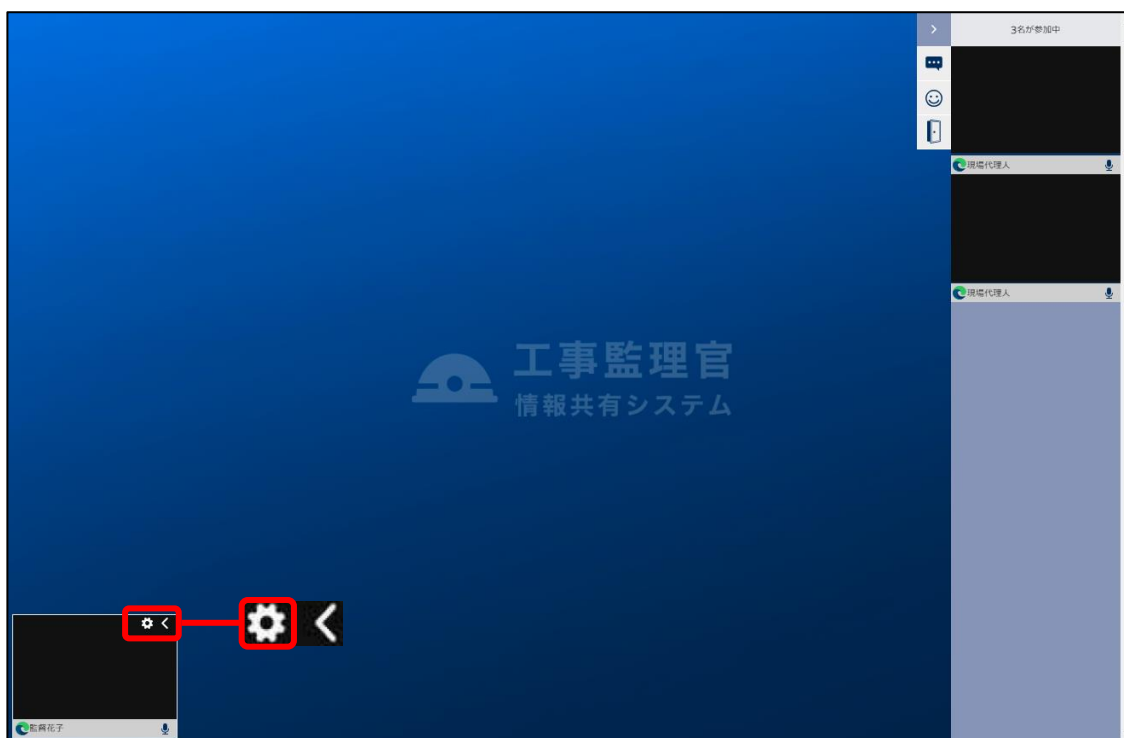 3名が参加中
現場代理人
現場代理人
工事監理官
情報共有システム
監督花子